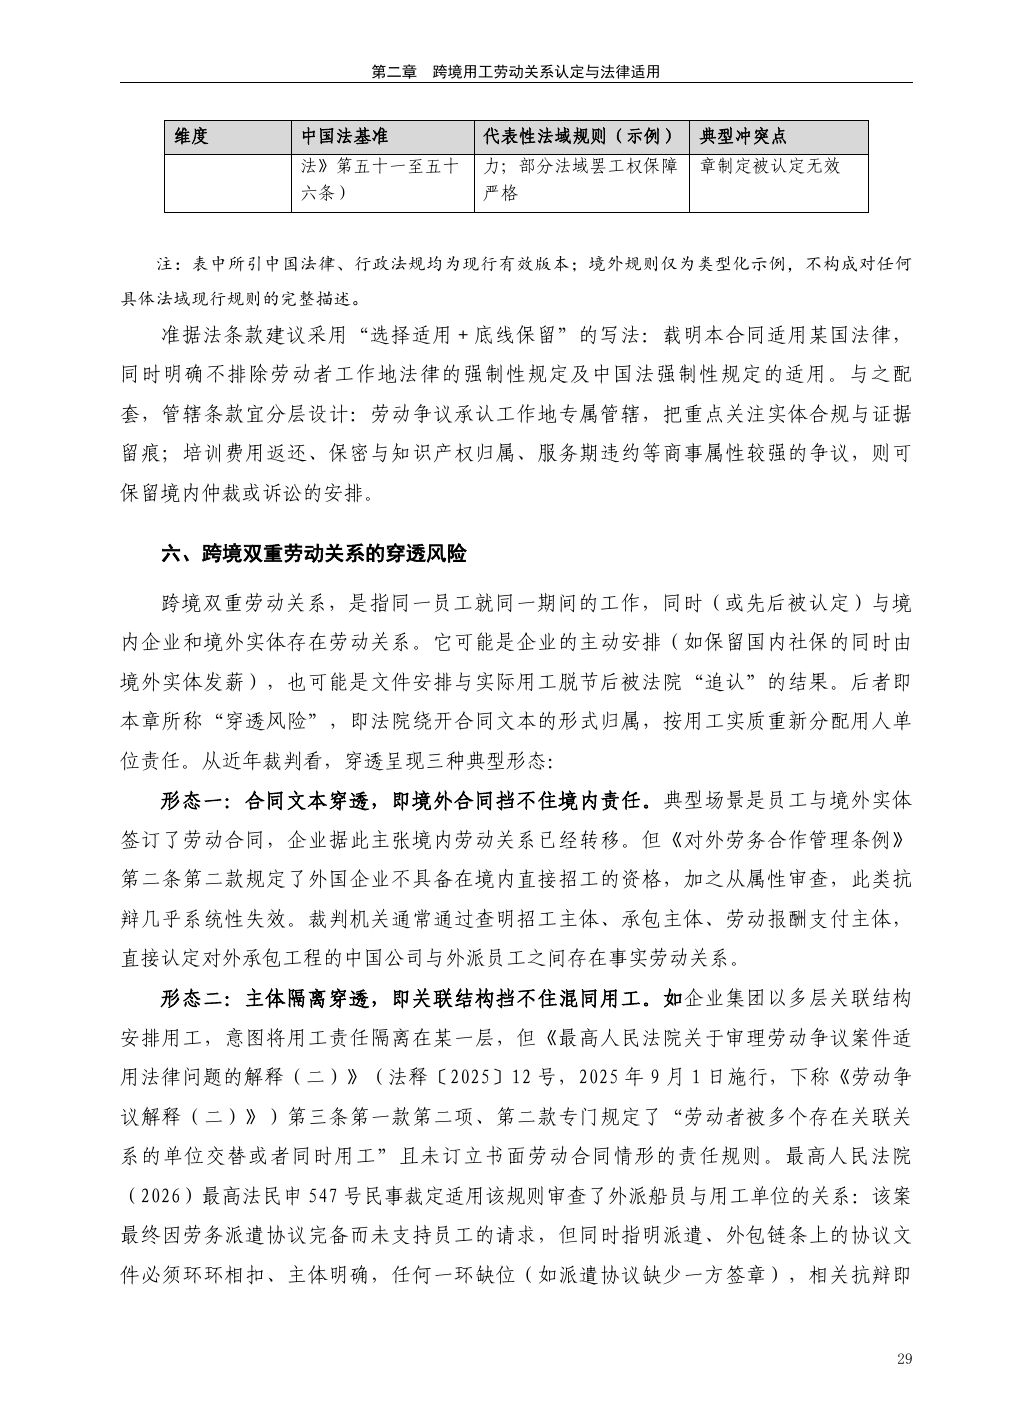 第二章 跨境用工劳动关系认定与法律适用
维度 中国法基准 代表性法域规则（示例） 典型冲突点
法》第五十一至五十 力；部分法域罢工权保障 章制定被认定无效
六条） 严格
注：表中所引中国法律、行政法规均为现行有效版本；境外规则仅为类型化示例，不构成对任何
具体法域现行规则的完整描述。
准据法条款建议采用“选择适用＋底线保留”的写法：载明本合同适用某国法律，
同时明确不排除劳动者工作地法律的强制性规定及中国法强制性规定的适用。与之配
套，管辖条款宜分层设计：劳动争议承认工作地专属管辖，把重点关注实体合规与证据
留痕；培训费用返还、保密与知识产权归属、服务期违约等商事属性较强的争议，则可
保留境内仲裁或诉讼的安排。
六、跨境双重劳动关系的穿透风险
跨境双重劳动关系，是指同一员工就同一期间的工作，同时（或先后被认定）与境
内企业和境外实体存在劳动关系。它可能是企业的主动安排（如保留国内社保的同时由
境外实体发薪），也可能是文件安排与实际用工脱节后被法院“追认”的结果。后者即
本章所称“穿透风险”，即法院绕开合同文本的形式归属，按用工实质重新分配用人单
位责任。从近年裁判看，穿透呈现三种典型形态：
形态一：合同文本穿透，即境外合同挡不住境内责任。典型场景是员工与境外实体
签订了劳动合同，企业据此主张境内劳动关系已经转移。但《对外劳务合作管理条例》
第二条第二款规定了外国企业不具备在境内直接招工的资格，加之从属性审查，此类抗
辩几乎系统性失效。裁判机关通常通过查明招工主体、承包主体、劳动报酬支付主体，
直接认定对外承包工程的中国公司与外派员工之间存在事实劳动关系。
形态二：主体隔离穿透，即关联结构挡不住混同用工。如企业集团以多层关联结构
安排用工，意图将用工责任隔离在某一层，但《最高人民法院关于审理劳动争议案件适
用法律问题的解释（二）》（法释〔2025〕12 号，2025 年 9 月 1 日施行，下称《劳动争
议解释（二）》）第三条第一款第二项、第二款专门规定了“劳动者被多个存在关联关
系的单位交替或者同时用工”且未订立书面劳动合同情形的责任规则。最高人民法院
（2026）最高法民申 547 号民事裁定适用该规则审查了外派船员与用工单位的关系：该案
最终因劳务派遣协议完备而未支持员工的请求，但同时指明派遣、外包链条上的协议文
件必须环环相扣、主体明确，任何一环缺位（如派遣协议缺少一方签章），相关抗辩即
29